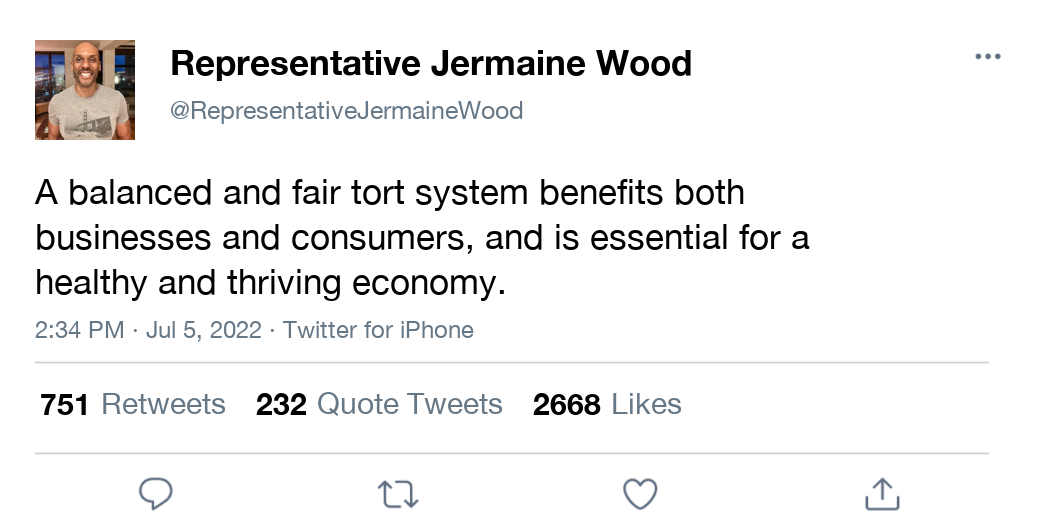 Representative Jermaine Wood
@RepresentativeJermaineWood
A balanced and fair tort system benefits both
businesses and consumers, and is essential for a
healthy and thriving economy.
2:34 PM · Jul 5, 2022 · Twitter for iPhone
751 Retweets 232 Quote Tweets 2668 Likes